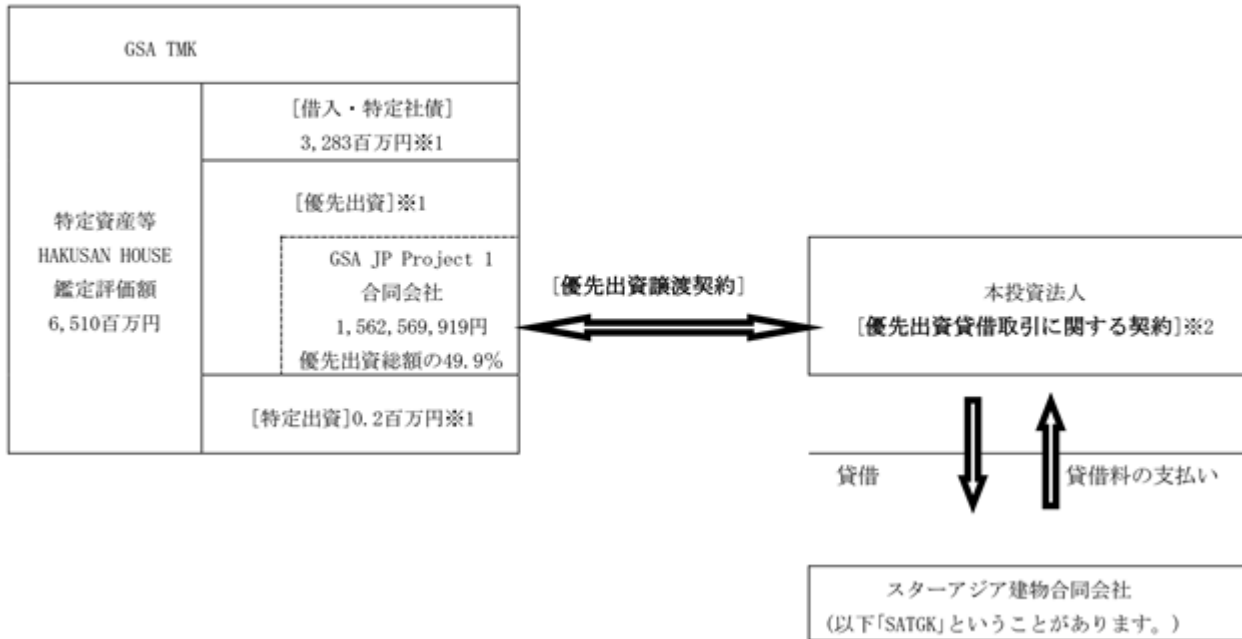 GSA TMK
[借入・特定社債]
3,283百万円※1
[優先出資]※1
特定資産等
HAKUSAN HOUSE
鑑定評価額
6,510百万円
GSA JP Project 1
合同会社
1,562,569,919円
優先出資総額の49.9%
[特定出資]0.2百万円※1
[優先出資譲渡契約]
本投資法人
[優先出資貸借取引に関する契約]※2
貸借
貸借料の支払い
スターアジア建物合同会社
(以下「SATGK」ということがあります。)